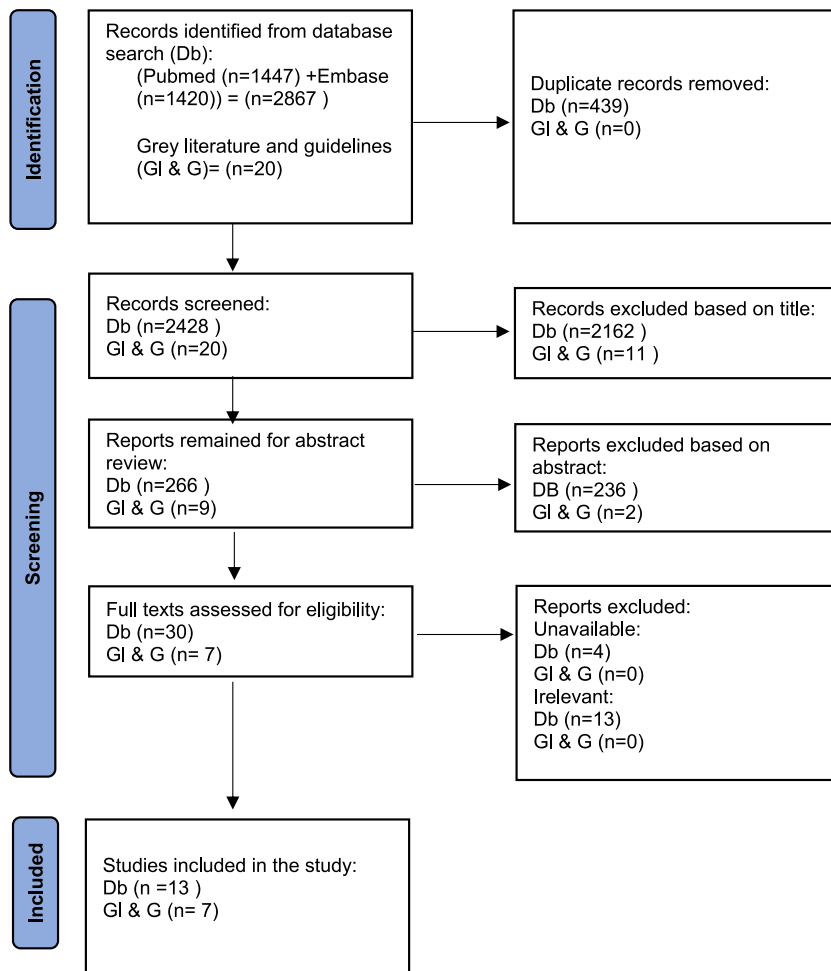 Identification
Records identified from database
search (Db):
(Pubmed (n=1447) +Embase
(n=1420)) = (n=2867 )
Grey literature and guidelines
(Gl & G)= (n=20)
Duplicate records removed:
Db (n=439)
Gl & G (n=0)
Screening
Records screened:
Db (n=2428 )
Gl & G (n=20)
Records excluded based on title:
Db (n=2162 )
Gl & G (n=11 )
Reports remained for abstract
review:
Db (n=266 )
Gl & G (n=9)
Reports excluded based on
abstract:
DB (n=236 )
Gl & G (n=2)
Full texts assessed for eligibility:
Db (n=30)
Gl & G (n= 7)
Reports excluded:
Unavailable:
Db (n=4)
Gl & G (n=0)
Irelevant:
Db (n=13)
Gl & G (n=0)
Included
Studies included in the study:
Db (n =13 )
Gl & G (n= 7)